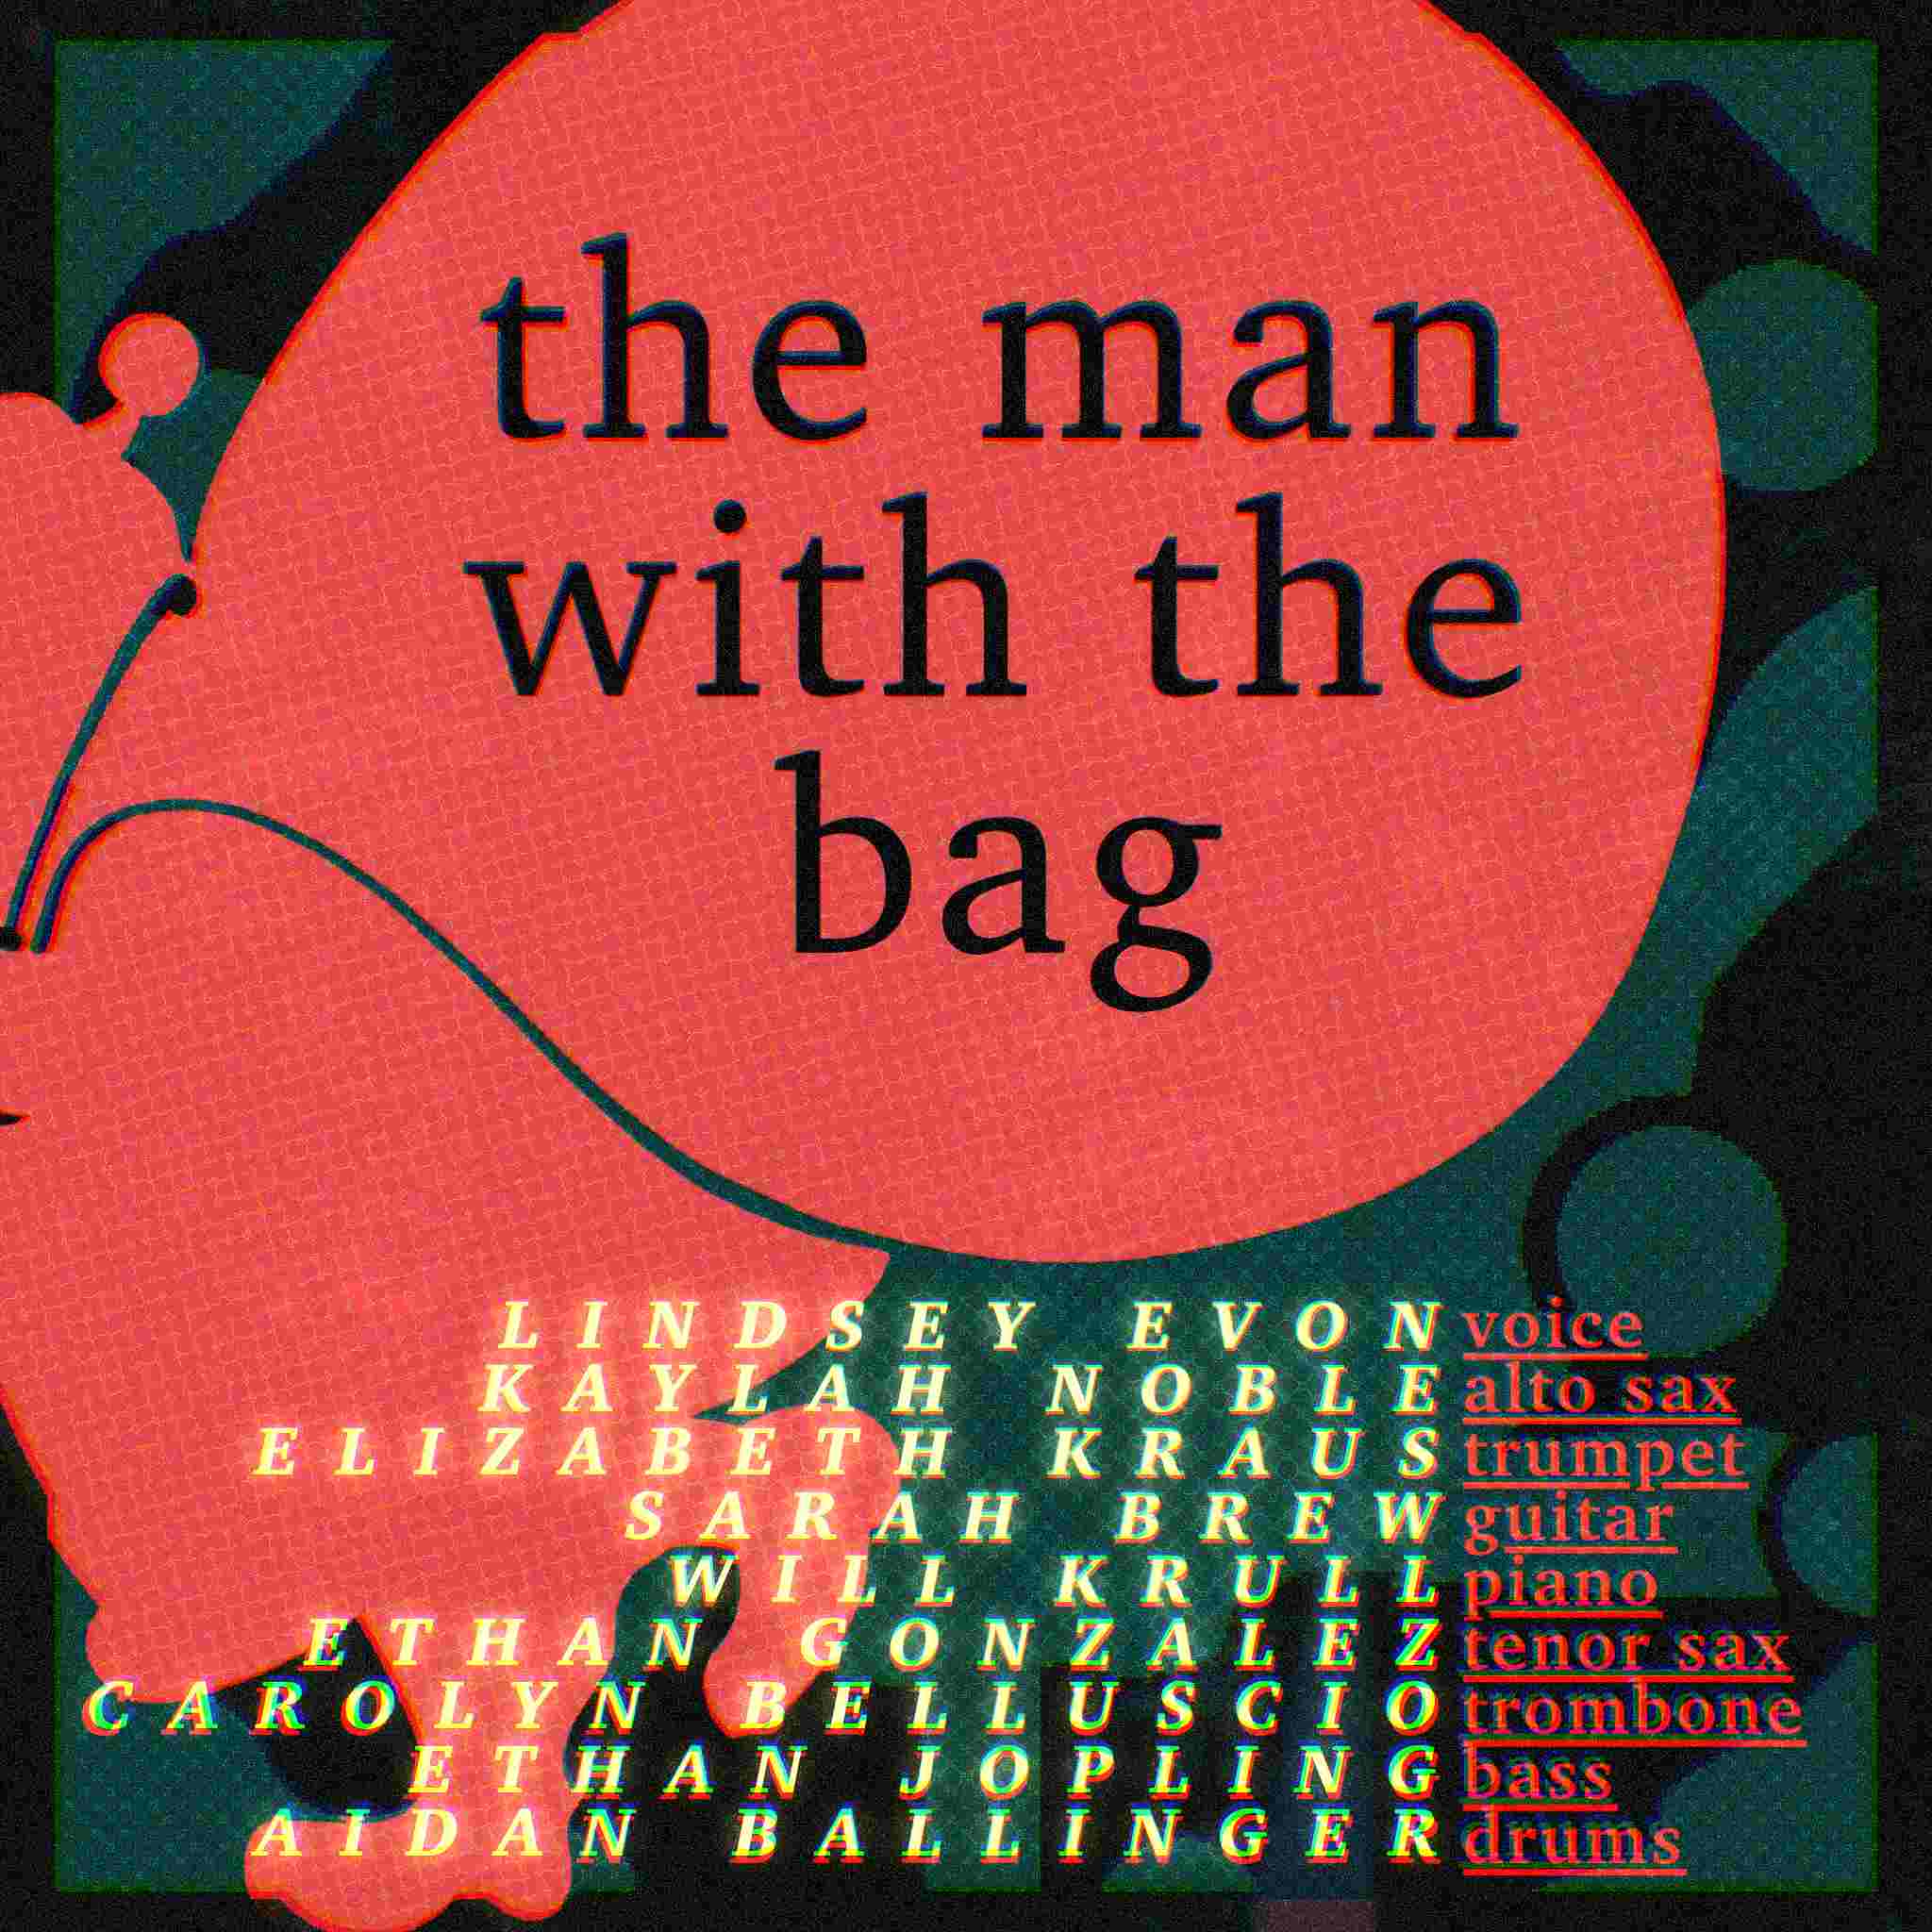 the man
with the
bag
LINDSEY EVON voice
KAYLAH NOBLE alto sax
ELIZABETH KRAUS trumpet
SARAH BREW guitar
WILL KRULL piano
ETHAN GONZALEZ tenor sax
CAROLYN BELLUSCIO trombone
ETHAN JOPLING bass
AIDAN BALLINGER drums